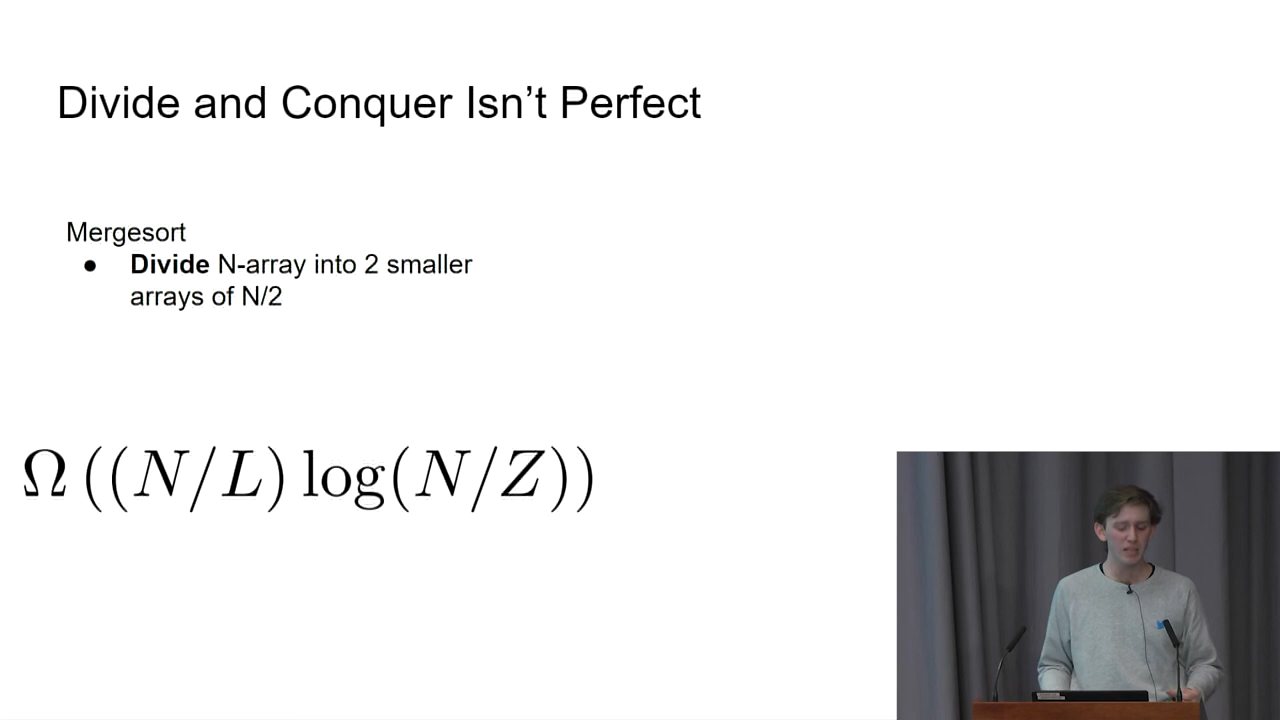 Divide and Conquer Isn’t Perfect
Mergesort
● Divide N-array into 2 smaller
arrays of N/2
Ω ((N/L) log(N/Z))